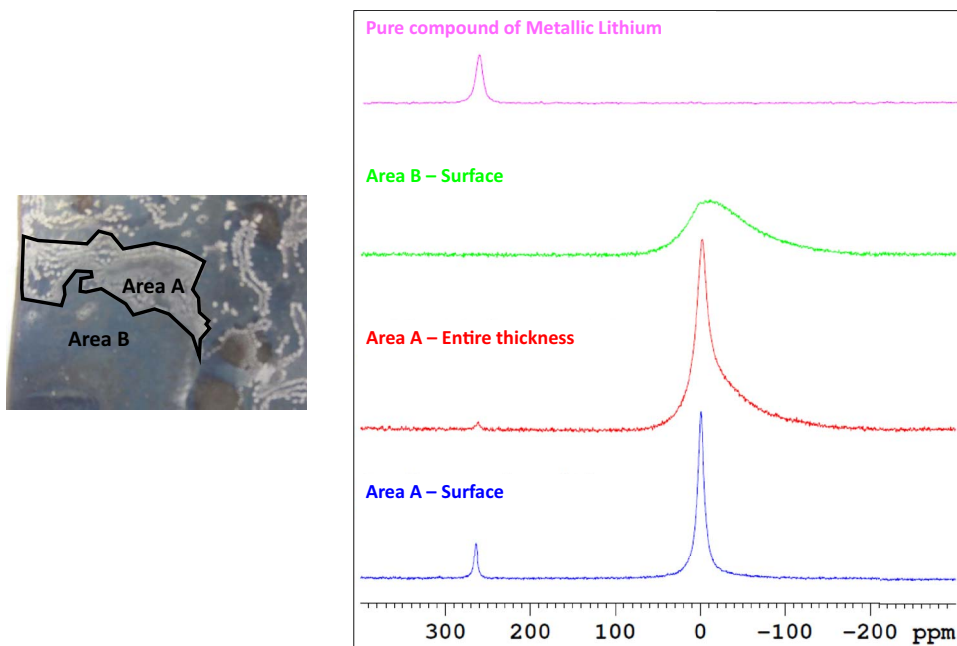 Pure compound of Metallic Lithium
Area B – Surface
Area A
Area B
Area A – Entire thickness
Area A – Surface
300 200 100 0 -100 -200 ppm